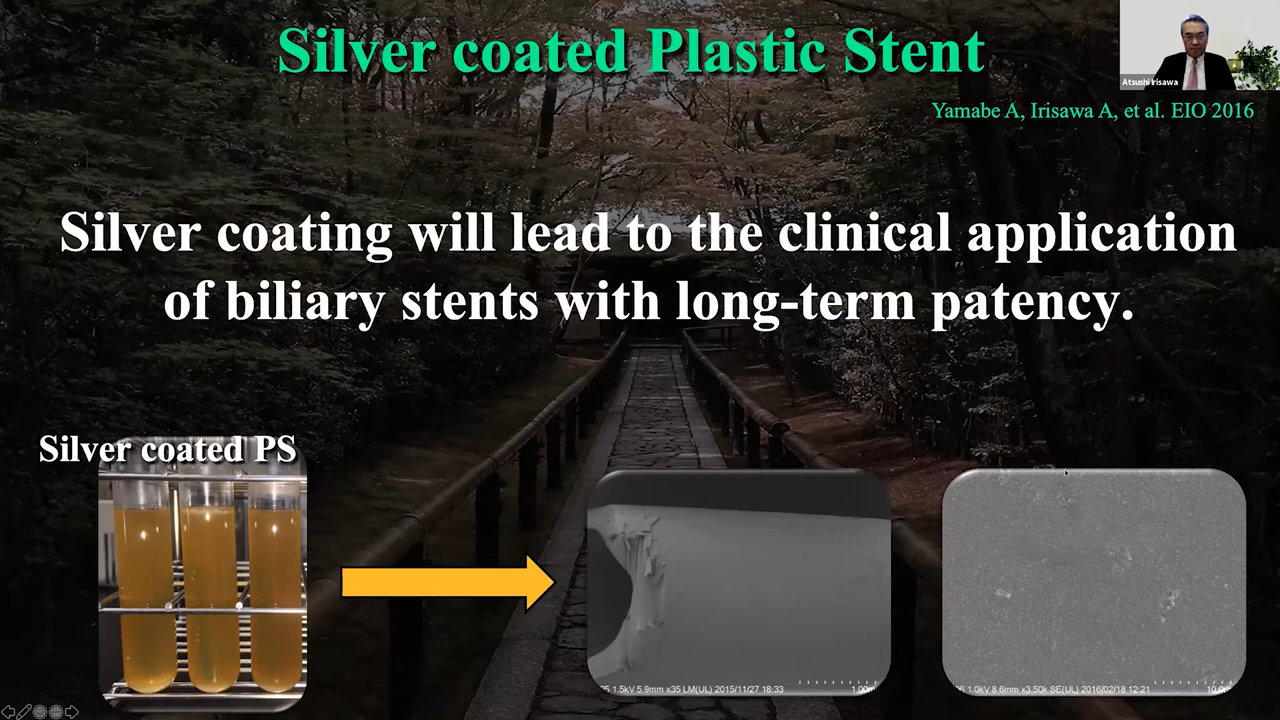 Silver coated Plastic Stent
Atsushi Irisawa
Yamabe A, Irisawa A, et al. EIO 2016
Silver coating will lead to the clinical application
of biliary stents with long-term patency.
Silver coated PS
1.5kV 5.9mm x35 LM(UL) 2015/11/27 18:33
1.0kV 8.6mm x3.50k SE(UL) 2016/02/18 12:21